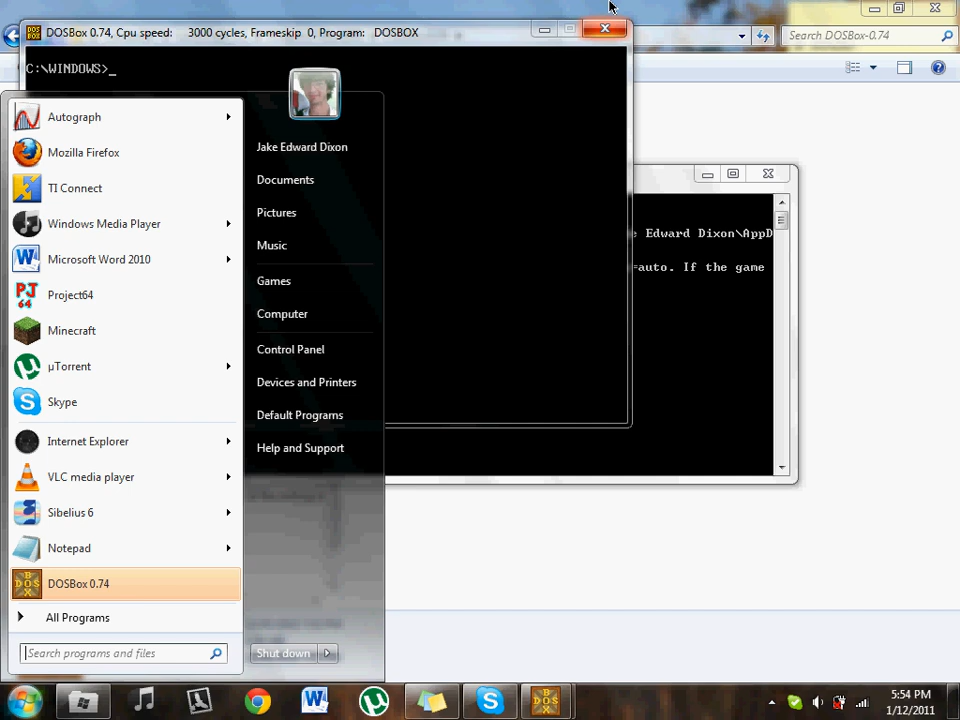 DOSBox 0.74, Cpu speed: 3000 cycles, Frameskip 0, Program: DOSBOX
Search DOSBox-0.74
C:\WINDOWS>_
Autograph
Mozilla Firefox
TI Connect
Windows Media Player
Microsoft Word 2010
Project64
Minecraft
µTorrent
Skype
Internet Explorer
VLC media player
Sibelius 6
Notepad
DOSBox 0.74
All Programs
Search programs and files
Jake Edward Dixon
Documents
Pictures
Music
Games
Computer
Control Panel
Devices and Printers
Default Programs
Help and Support
Shut down
Edward Dixon\AppD
=auto. If the game
5:54 PM
1/12/2011